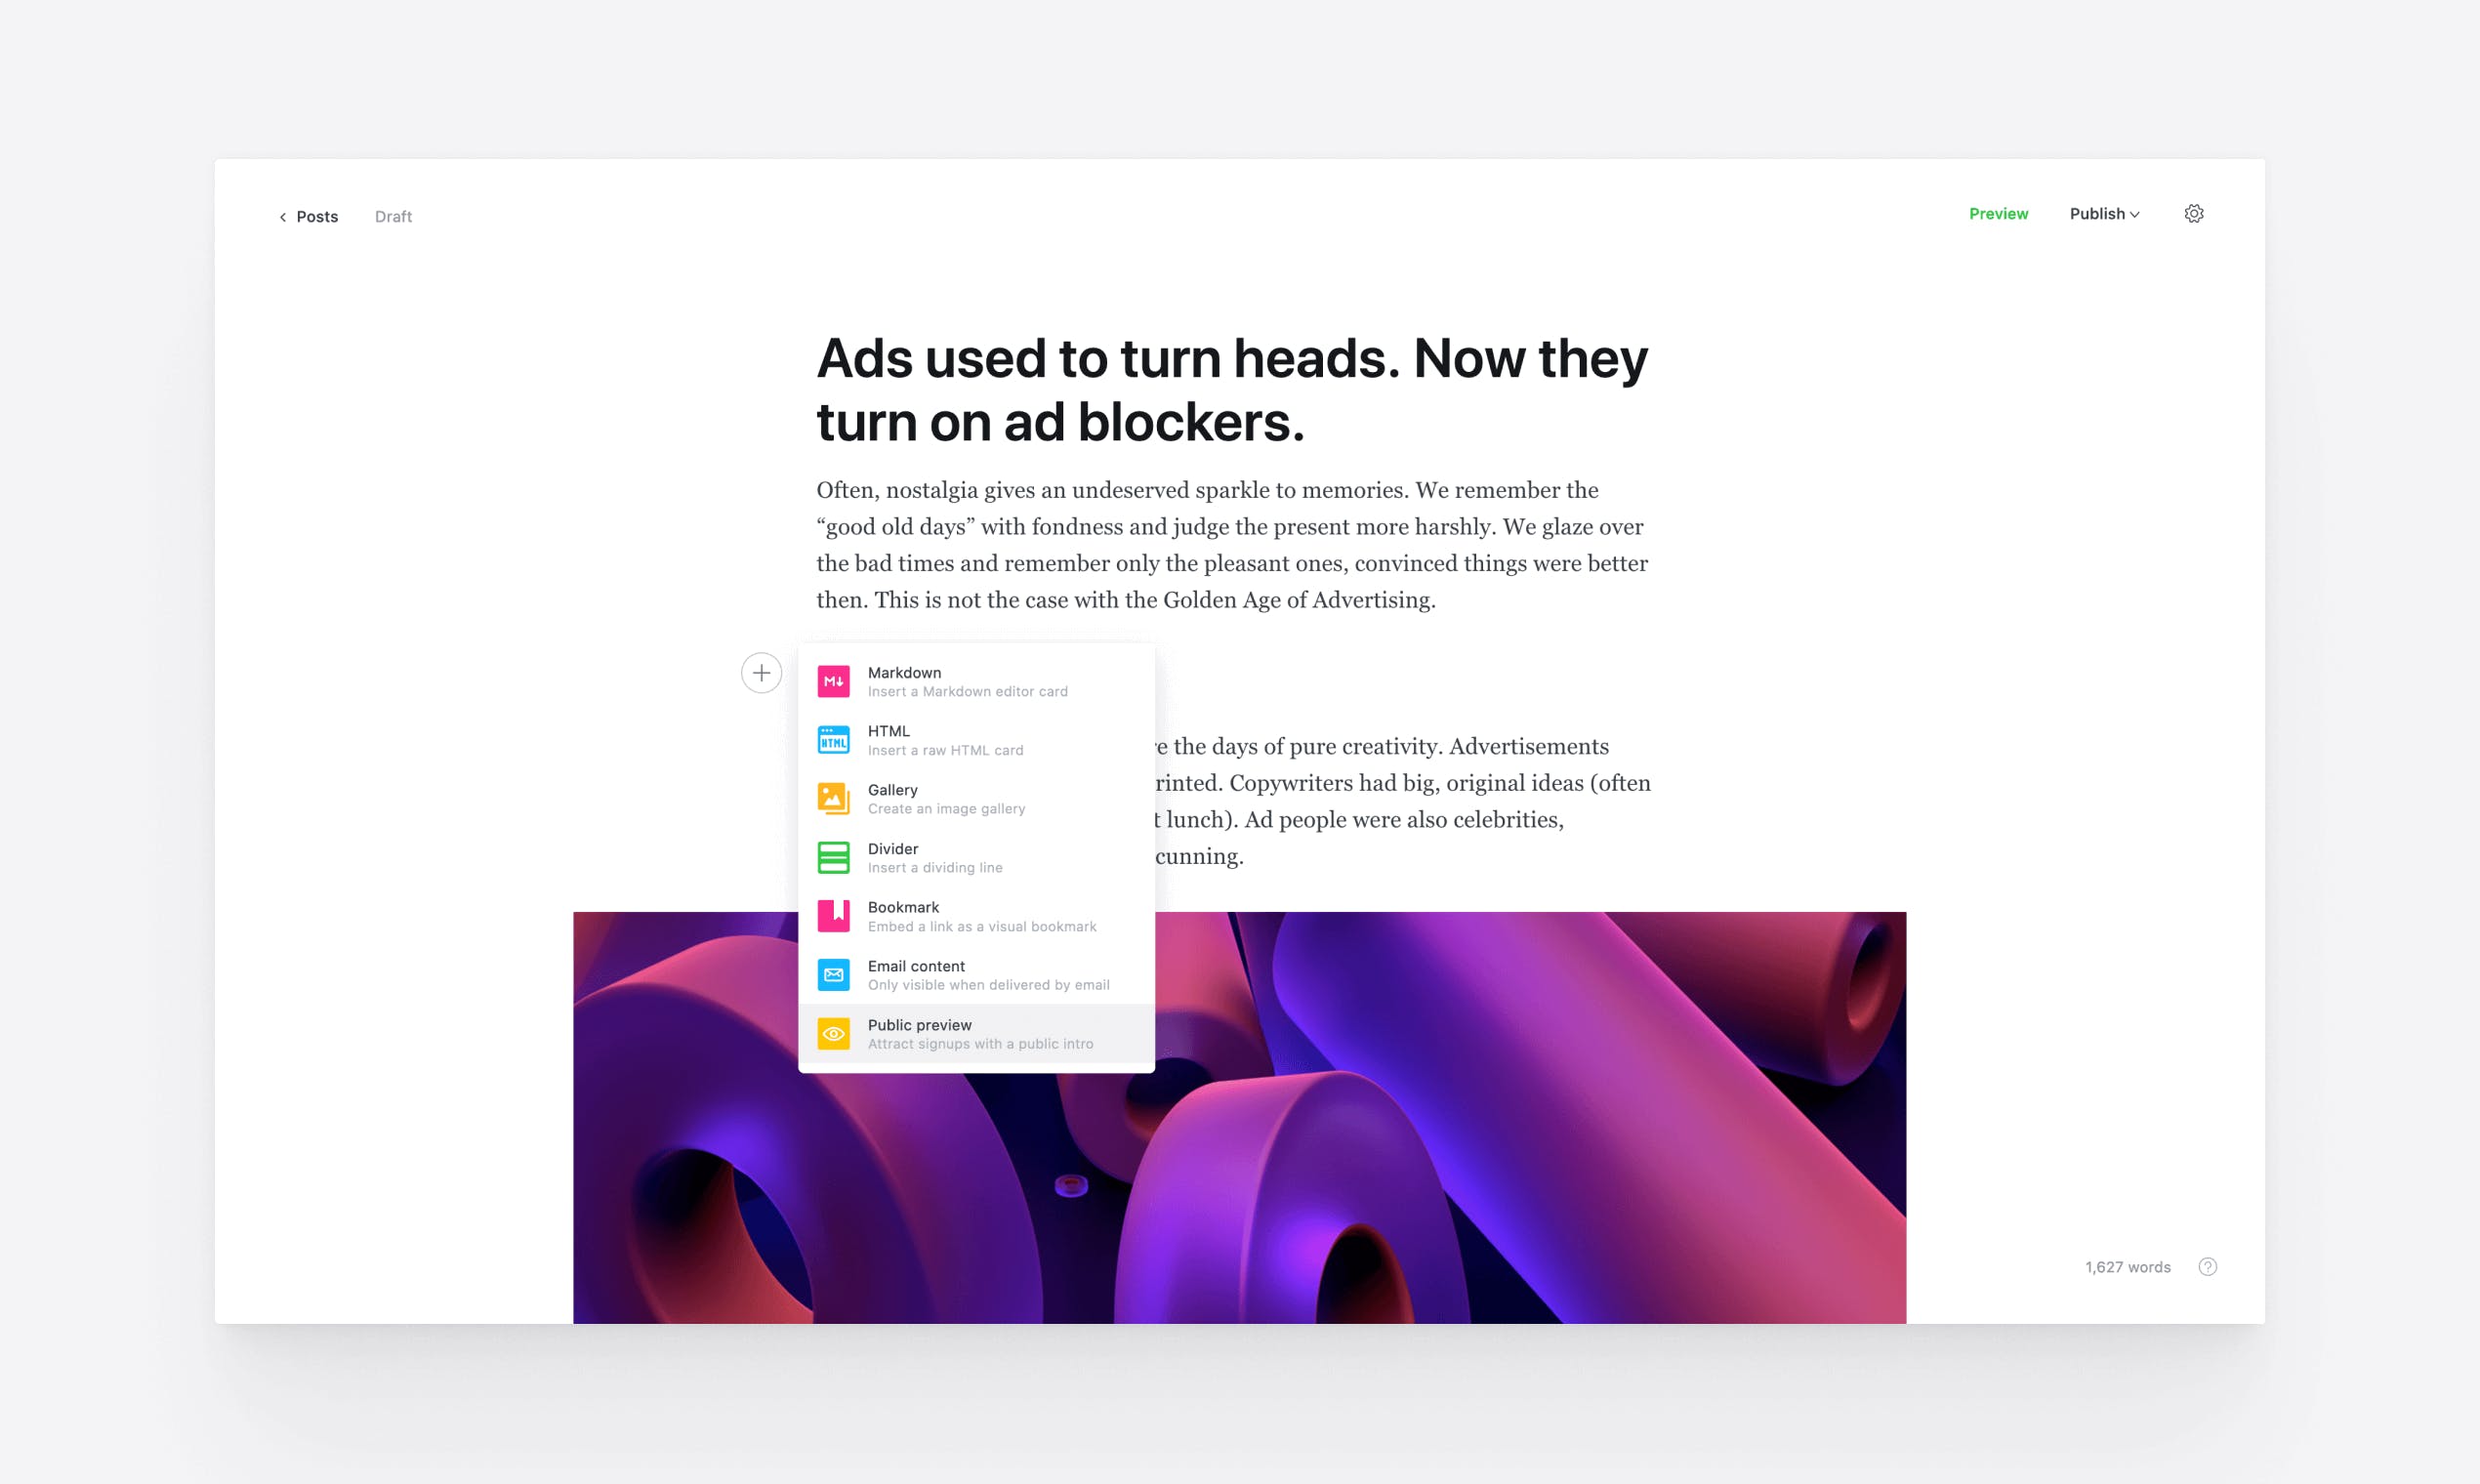 Posts
Draft
Preview
Publish
Ads used to turn heads. Now they
turn on ad blockers.
Often, nostalgia gives an undeserved sparkle to memories. We remember the
“good old days” with fondness and judge the present more harshly. We glaze over
the bad times and remember only the pleasant ones, convinced things were better
then. This is not the case with the Golden Age of Advertising.
M
Markdown
Insert a Markdown editor card
HTML
HTML
Insert a raw HTML card
Gallery
Create an image gallery
Divider
Insert a dividing line
Bookmark
Embed a link as a visual bookmark
Email content
Only visible when delivered by email
Public preview
Attract signups with a public intro
the days of pure creativity. Advertisements
Copywriters had big, original ideas (often
lunch). Ad people were also celebrities,
cunning.
1,627 words
?